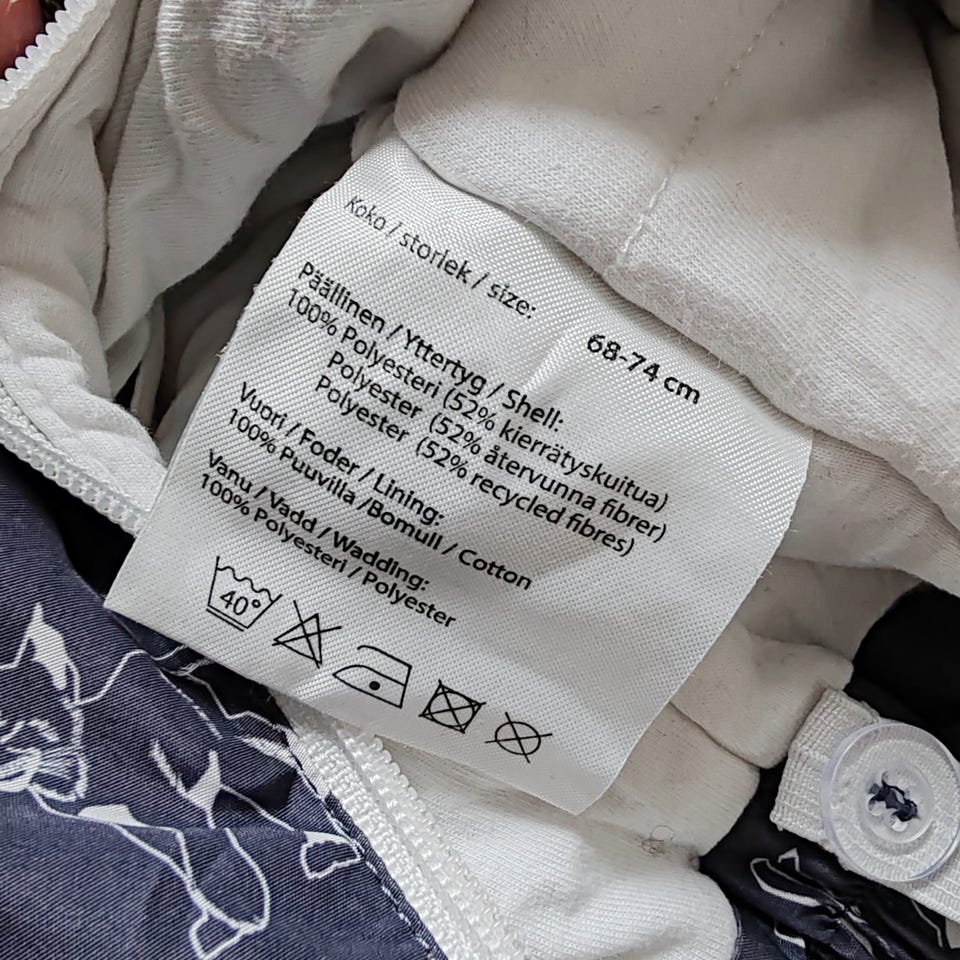 Koko / storlek / size:
68-74 cm
Päällinen / Yttertyg / Shell:
100% Polyesteri (52% kierrätyskuitua)
Polyester (52% återvunna fibrer)
Polyester (52% recycled fibres)
Vuori / Foder / Lining:
100% Puuvilla /Bomull / Cotton
Vanu / Vadd / Wadding:
100% Polyesteri / Polyester
40°